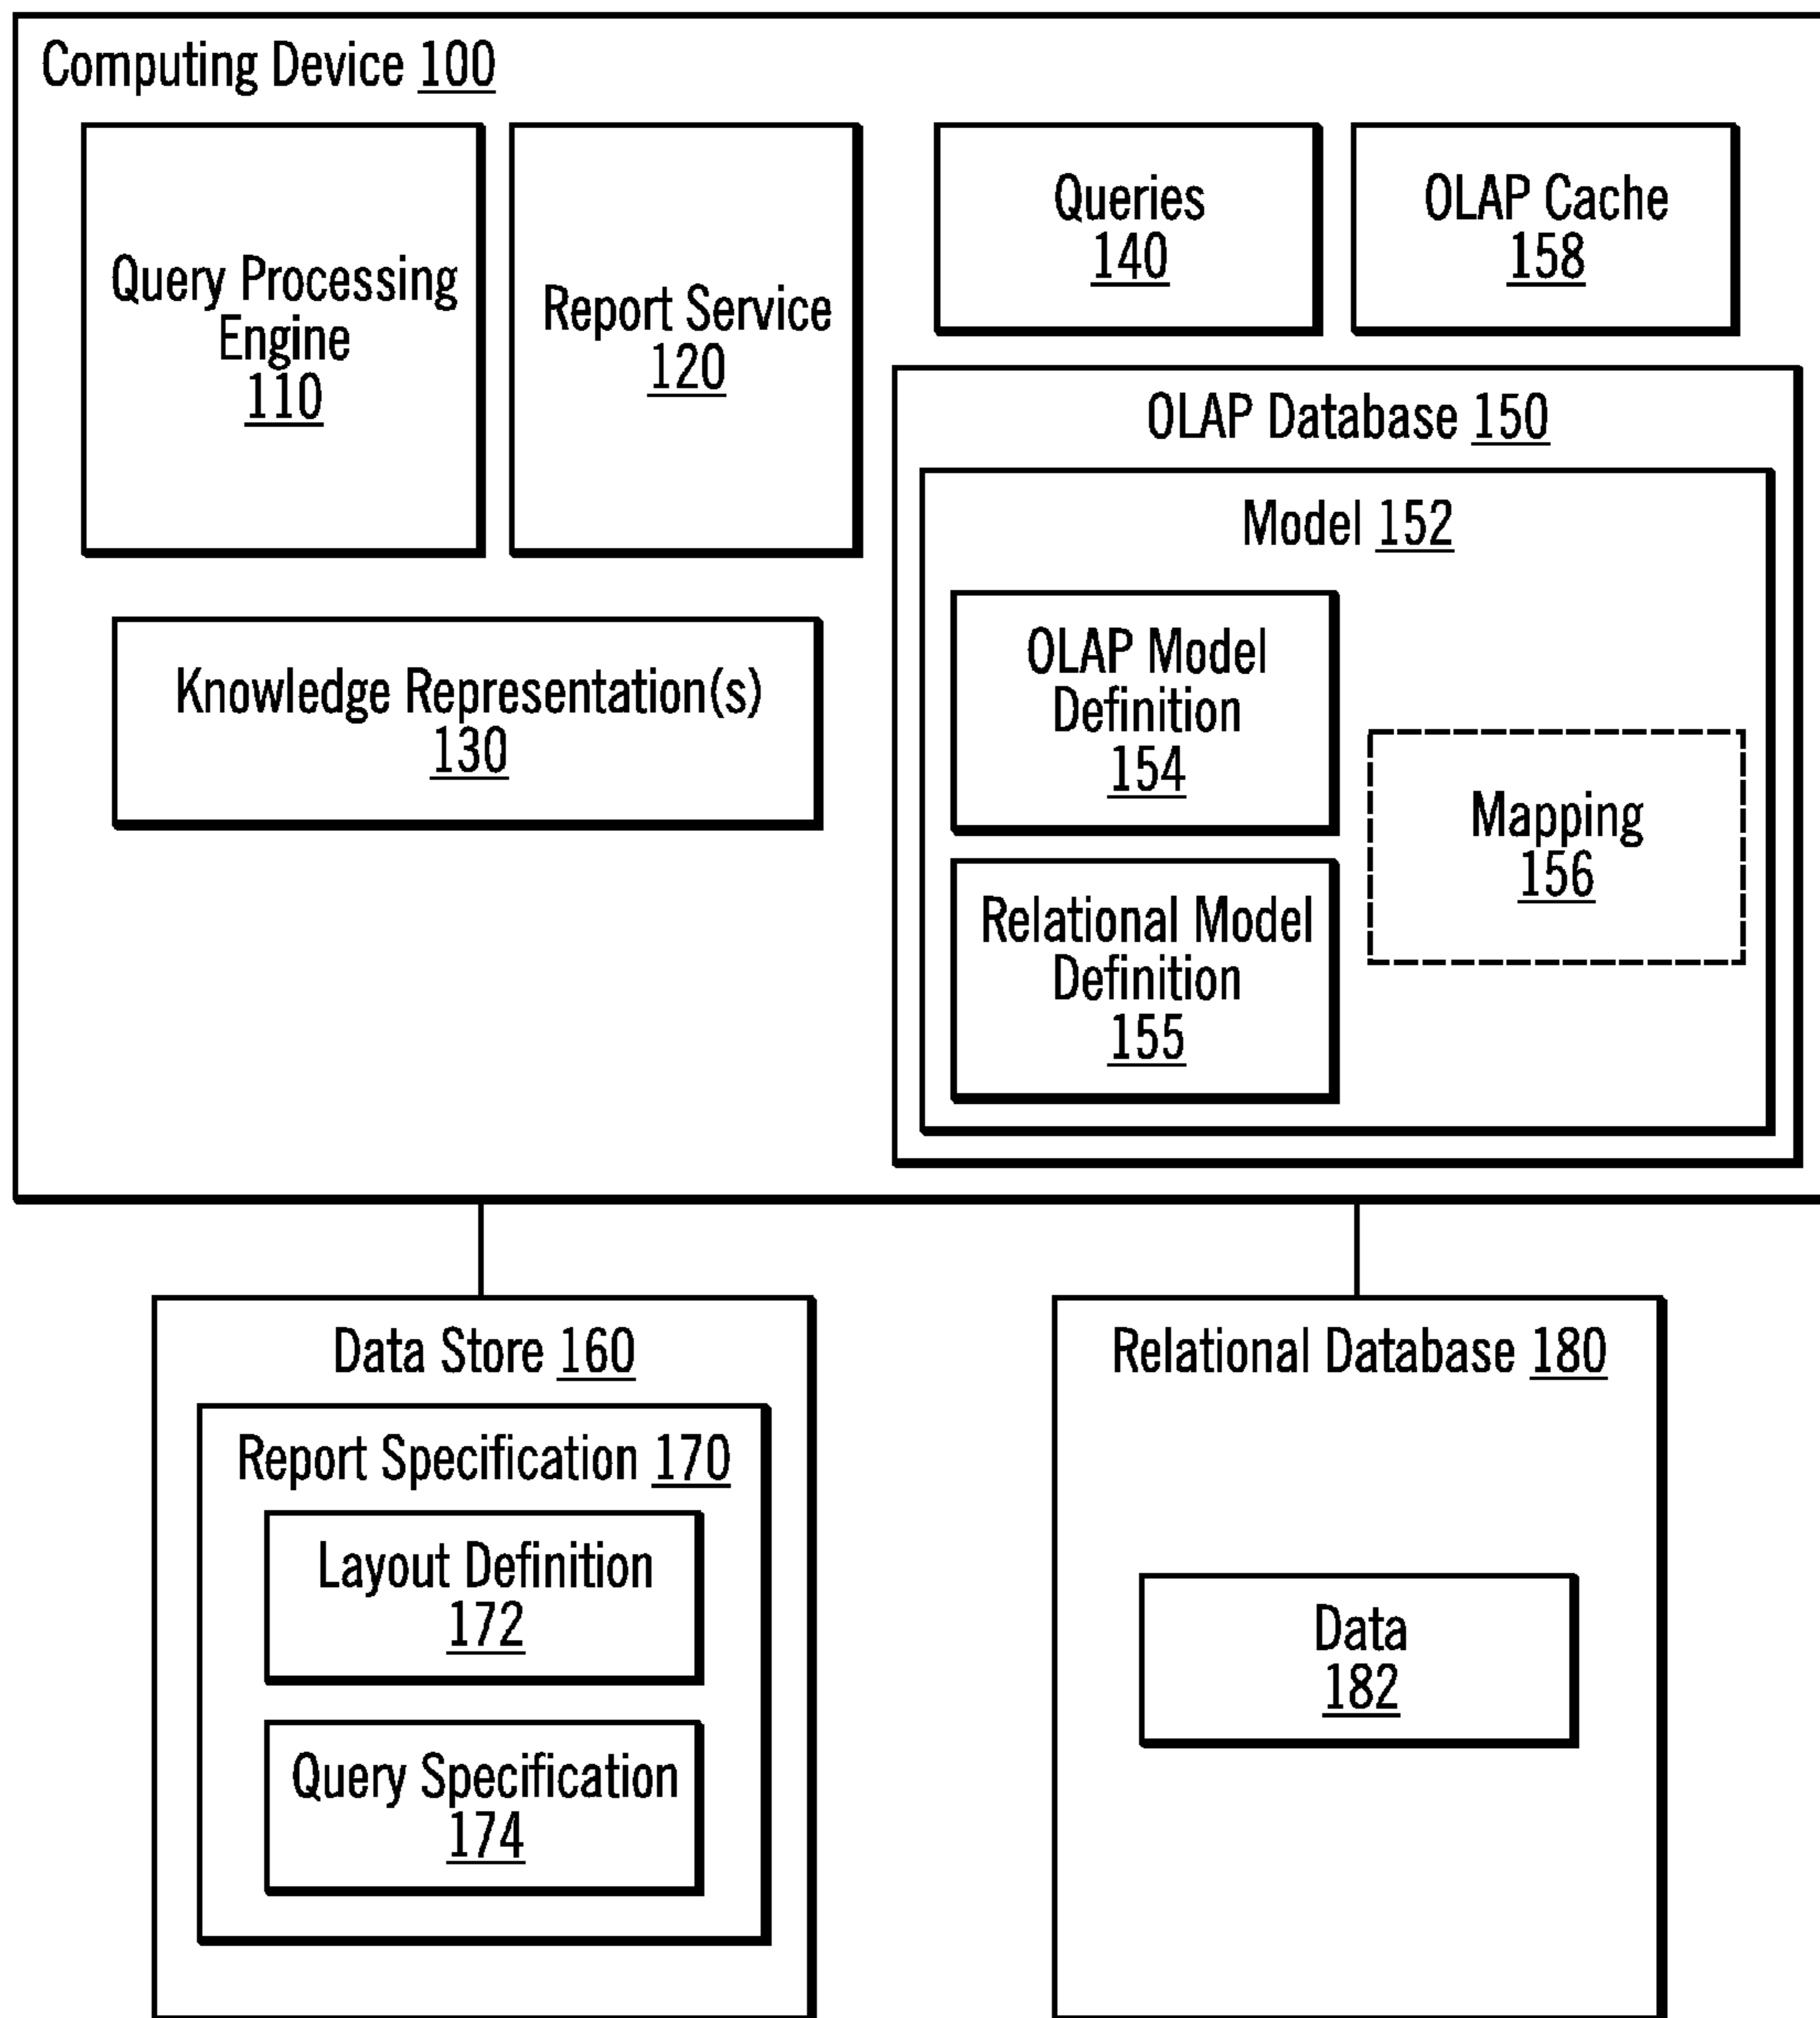 Computing Device 100
Query Processing
Engine
110
Report Service
120
Queries
140
OLAP Cache
158
Knowledge Representation(s)
130
OLAP Database 150
Model 152
OLAP Model
Definition
154
Relational Model
Definition
155
Mapping
156
Data Store 160
Report Specification 170
Layout Definition
172
Query Specification
174
Relational Database 180
Data
182